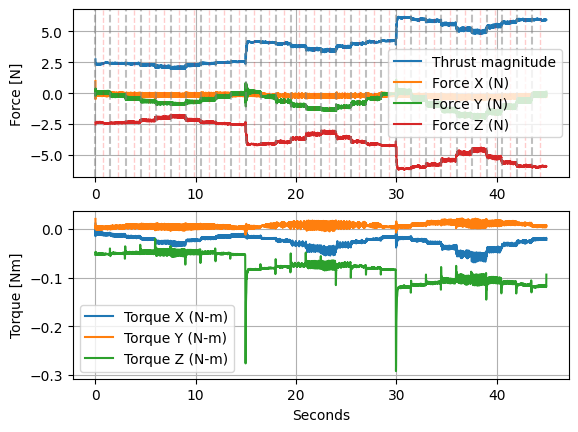 Force [N]
5.0
2.5
0.0
−2.5
−5.0
Thrust magnitude
Force X (N)
Force Y (N)
Force Z (N)
0
10
20
30
40
Torque [Nm]
0.0
−0.1
−0.2
−0.3
Torque X (N-m)
Torque Y (N-m)
Torque Z (N-m)
0
10
20
30
40
Seconds